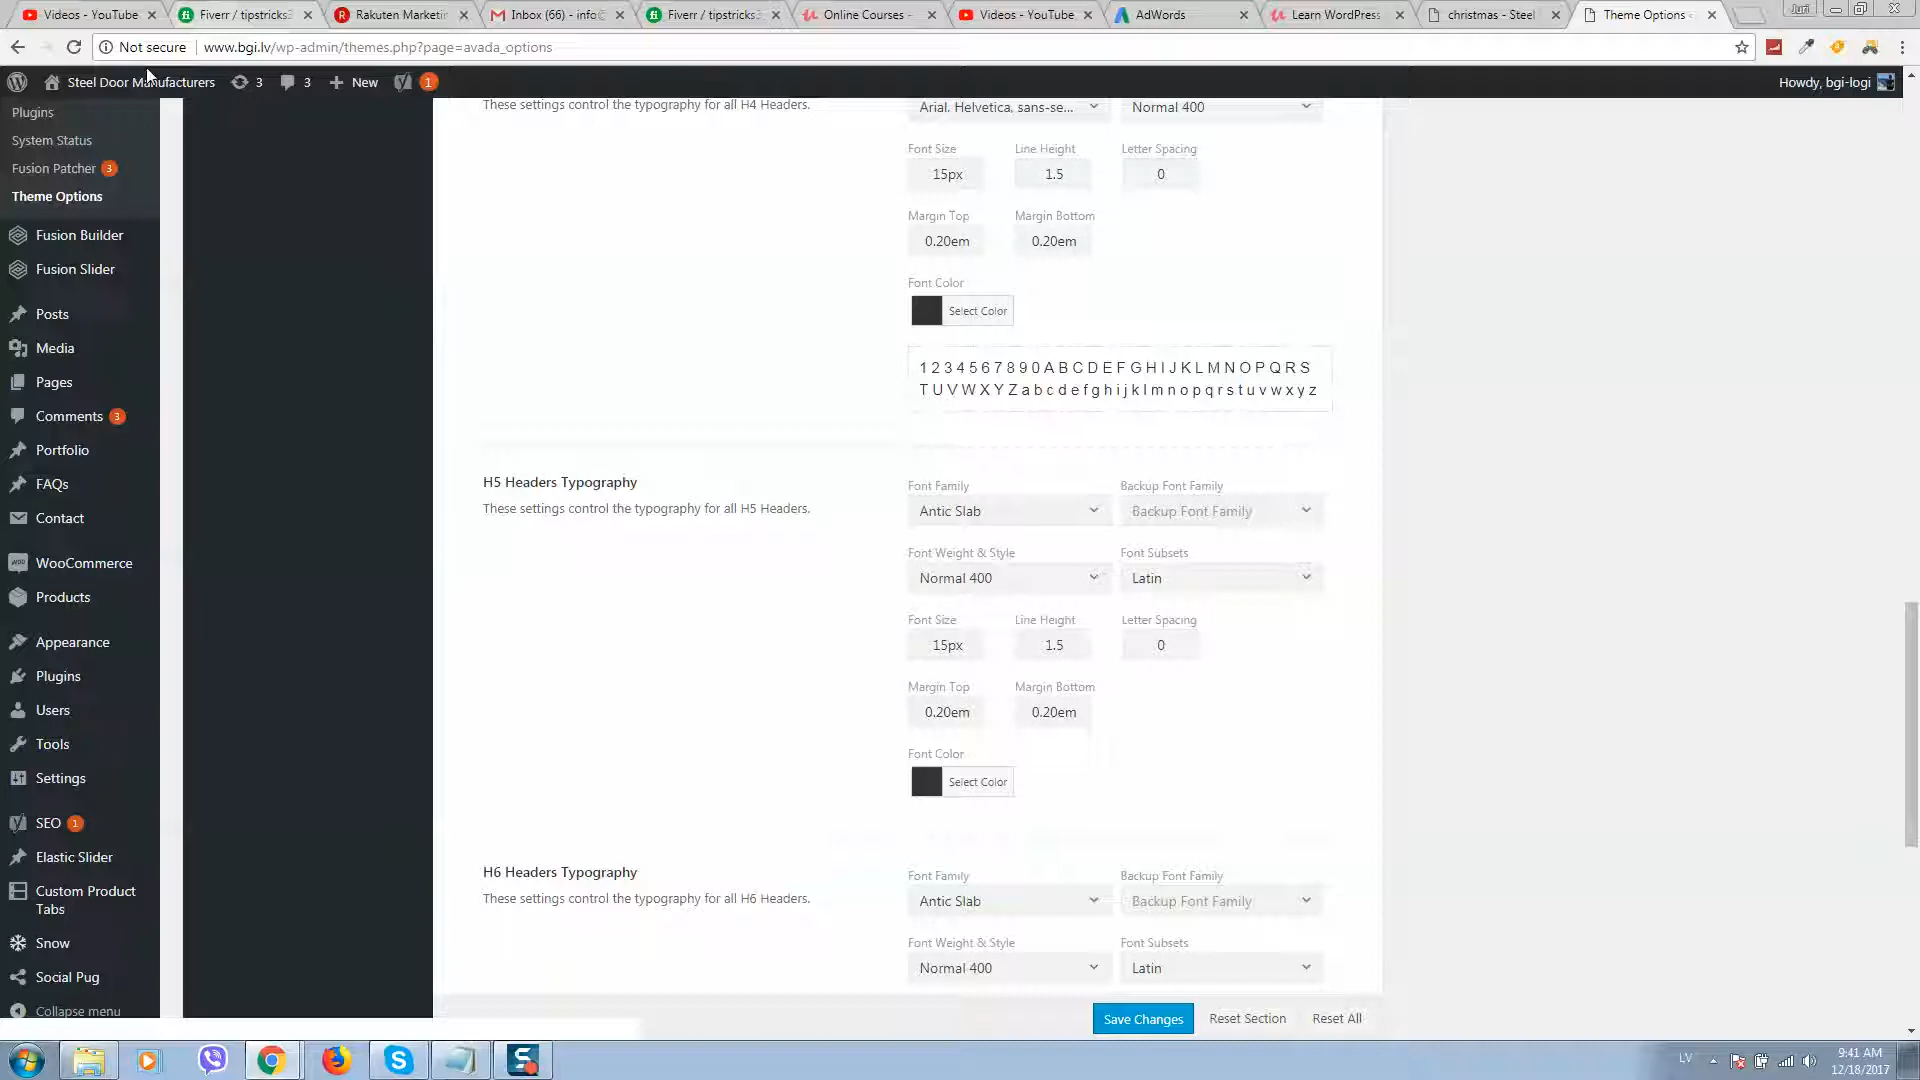 Videos - YouTube
Fiverr / tipstricks
Rakuten Marketin
Inbox (66) - info@
Fiverr / tipstricks
Online Courses -
Videos - YouTube
AdWords
Learn WordPress
christmas - Steel
Theme Options
Juri
Not secure
www.bgi.lv/wp-admin/themes.php?page=avada_options
Steel Door Manufacturers
3
3
New
1
Howdy, bgi-logi
Plugins
System Status
Fusion Patcher 3
Theme Options
Fusion Builder
Fusion Slider
Posts
Media
Pages
Comments 3
Portfolio
FAQs
Contact
WooCommerce
Products
Appearance
Plugins
Users
Tools
Settings
SEO 1
Elastic Slider
Custom Product
Tabs
Snow
Social Pug
Collapse menu
These settings control the typography for all H4 Headers.
Arial, Helvetica, sans-se...
Normal 400
Font Size
Line Height
Letter Spacing
15px
1.5
0
Margin Top
Margin Bottom
0.20em
0.20em
Font Color
Select Color
1 2 3 4 5 6 7 8 9 0 A B C D E F G H I J K L M N O P Q R S
T U V W X Y Z a b c d e f g h i j k l m n o p q r s t u v w x y z
H5 Headers Typography
These settings control the typography for all H5 Headers.
Font Family
Backup Font Family
Antic Slab
Backup Font Family
Font Weight & Style
Font Subsets
Normal 400
Latin
Font Size
Line Height
Letter Spacing
15px
1.5
0
Margin Top
Margin Bottom
0.20em
0.20em
Font Color
Select Color
H6 Headers Typography
These settings control the typography for all H6 Headers.
Font Family
Backup Font Family
Antic Slab
Backup Font Family
Font Weight & Style
Font Subsets
Normal 400
Latin
Save Changes
Reset Section
Reset All
LV
9:41 AM
12/18/2017